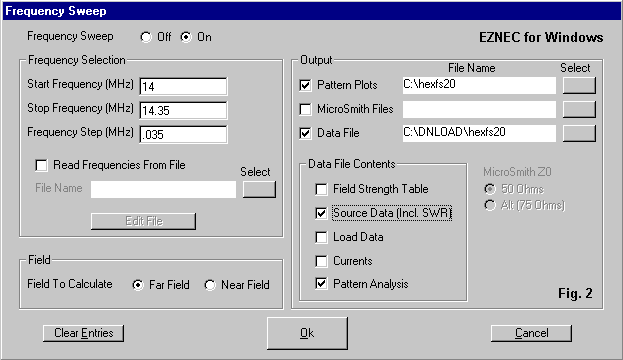 Frequency Sweep
Frequency Sweep Off On
EZNEC for Windows
Frequency Selection
Start Frequency (MHz) 14
Stop Frequency (MHz) 14.35
Frequency Step (MHz) .035
Read Frequencies From File
Select
File Name
Edit File
Field
Field To Calculate Far Field Near Field
Output
File Name Select
Pattern Plots C:\hexfs20
MicroSmith Files
Data File C:\DNLOAD\hexfs20
Data File Contents
Field Strength Table
Source Data (Incl. SWR)
Load Data
Currents
Pattern Analysis
MicroSmith Z0
50 Ohms
Alt (75 Ohms)
Fig. 2
Clear Entries Ok Cancel